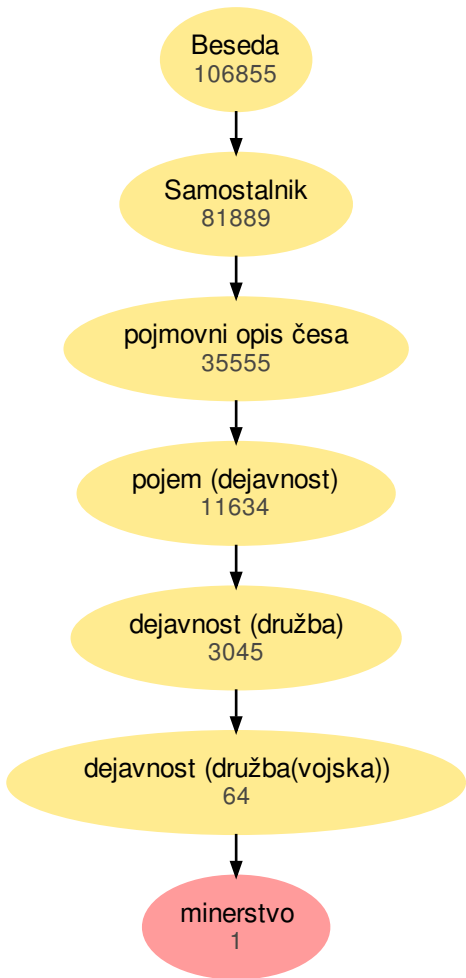 Beseda
106855
Samostalnik
81889
pojmovni opis česa
35555
pojem (dejavnost)
11634
dejavnost (družba)
3045
dejavnost (družba(vojska))
64
minerstvo
1